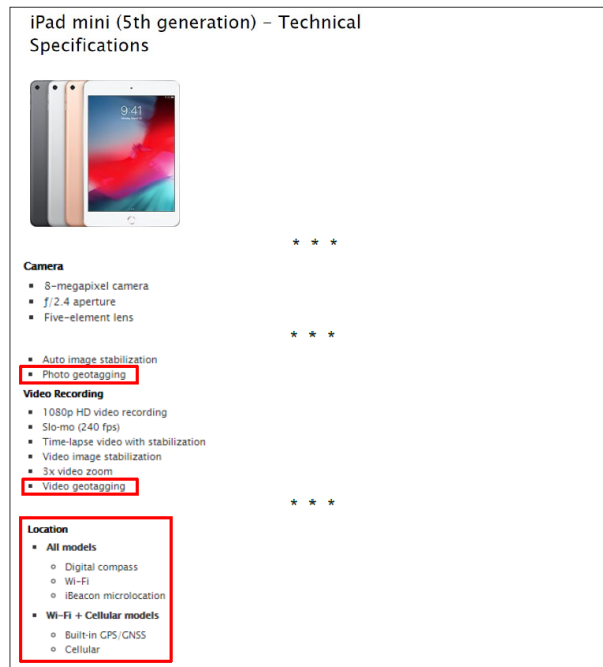 iPad mini (5th generation) – Technical
Specifications
9:41
* * *
Camera
▪ 8-megapixel camera
▪ ƒ/2.4 aperture
▪ Five-element lens
* * *
▪ Auto image stabilization
▪ Photo geotagging
Video Recording
▪ 1080p HD video recording
▪ Slo-mo (240 fps)
▪ Time-lapse video with stabilization
▪ Video image stabilization
▪ 3x video zoom
▪ Video geotagging
* * *
Location
▪ All models
○ Digital compass
○ Wi-Fi
○ iBeacon microlocation
▪ Wi-Fi + Cellular models
○ Built-in GPS/GNSS
○ Cellular